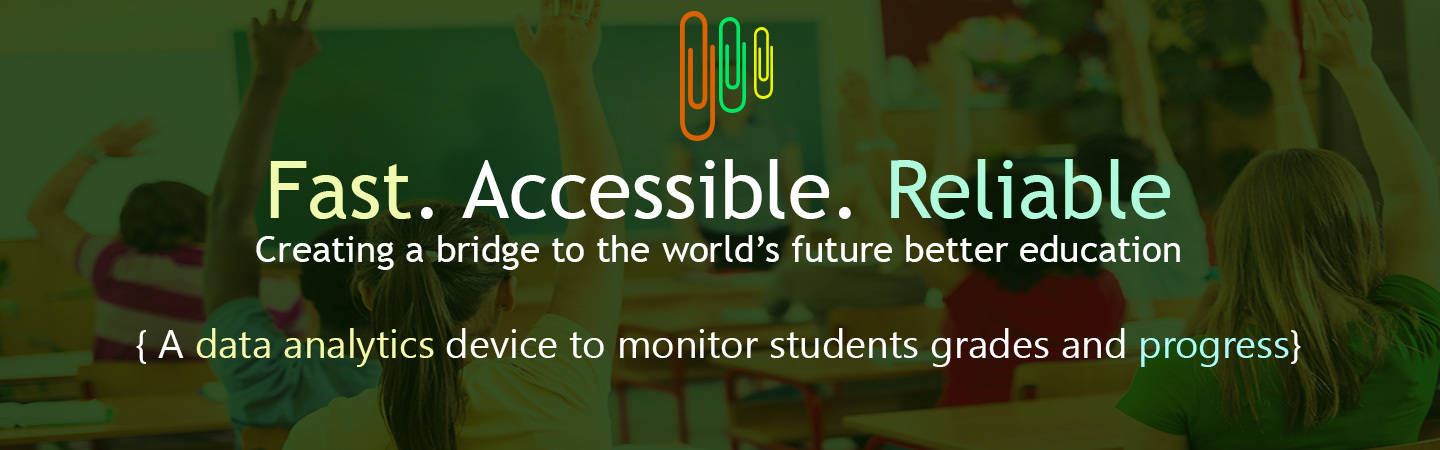 Fast. Accessible. Reliable
Creating a bridge to the world’s future better education
{ A data analytics device to monitor students grades and progress}